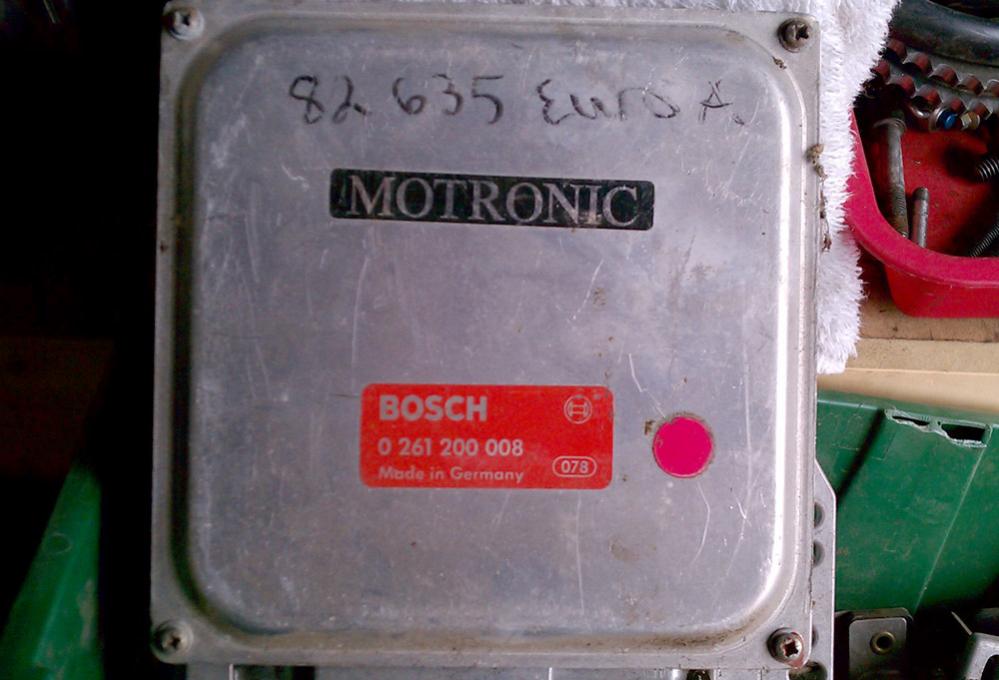 82 635 Euro A
MOTRONIC
BOSCH
0 261 200 008
Made in Germany
078